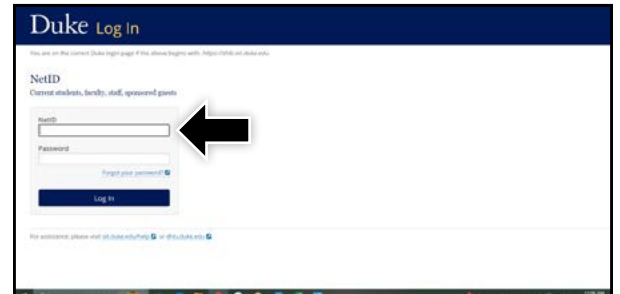 Duke Log In
You are on the correct Duke login page if the above begins with: https://shib.oit.duke.edu
NetID
Current students, faculty, staff, sponsored guests
NetID
Password
Forgot your password?
Log In
For assistance, please visit oit.duke.edu/help or dhts.duke.edu